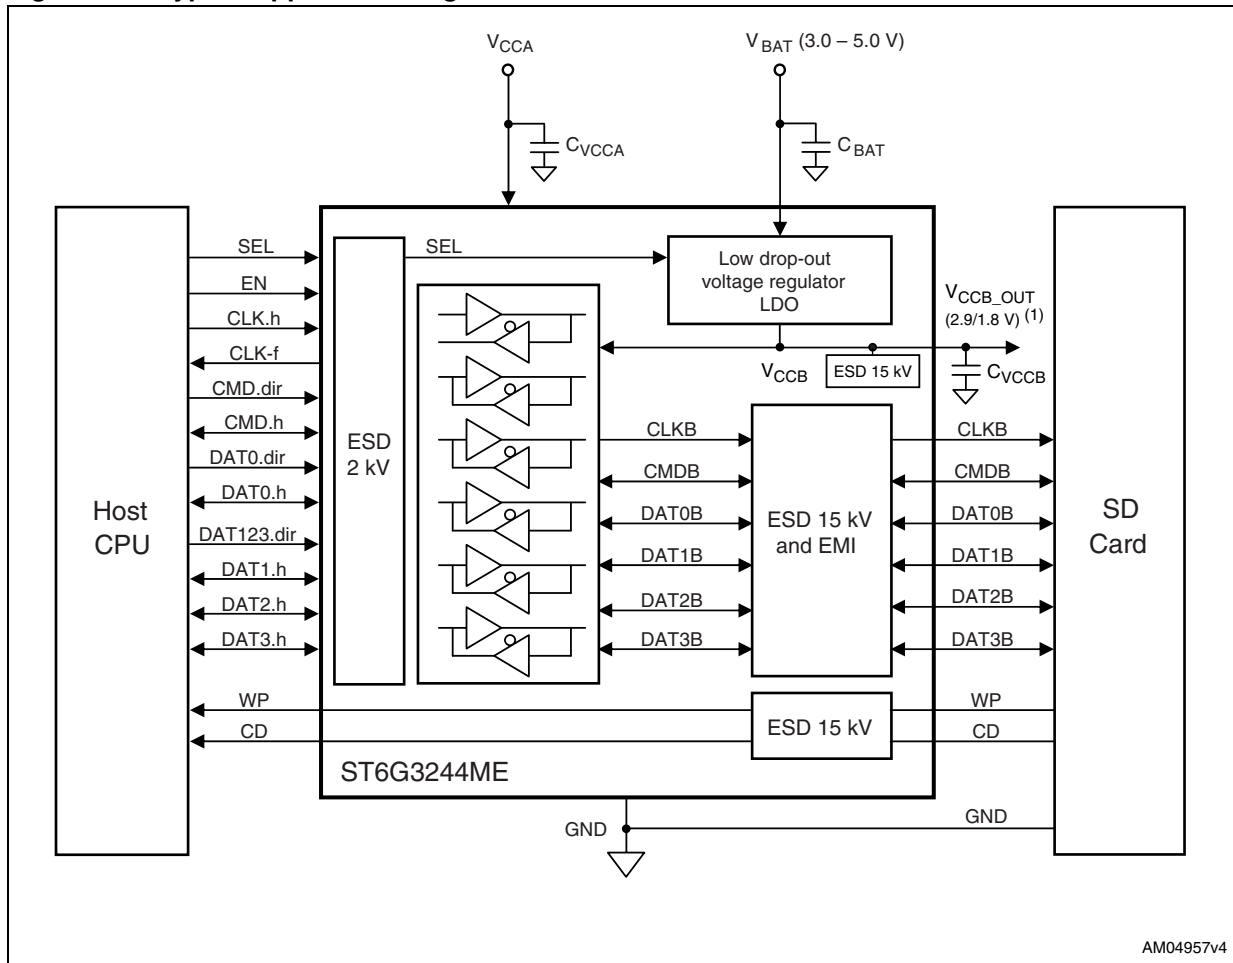 VCCA
VBAT (3.0 – 5.0 V)
CVCCA
CBAT
SEL
EN
CLK.h
CLK-f
CMD.dir
CMD.h
DAT0.dir
DAT0.h
DAT123.dir
DAT1.h
DAT2.h
DAT3.h
WP
CD
Host
CPU
ESD
2 kV
SEL
Low drop-out
voltage regulator
LDO
VCCB_OUT
(2.9/1.8 V) (1)
VCCB
ESD 15 kV
CVCCB
CLKB
CMDB
DAT0B
DAT1B
DAT2B
DAT3B
ESD 15 kV
and EMI
CLKB
CMDB
DAT0B
DAT1B
DAT2B
DAT3B
SD
Card
ESD 15 kV
WP
CD
ST6G3244ME
GND
GND
AM04957v4